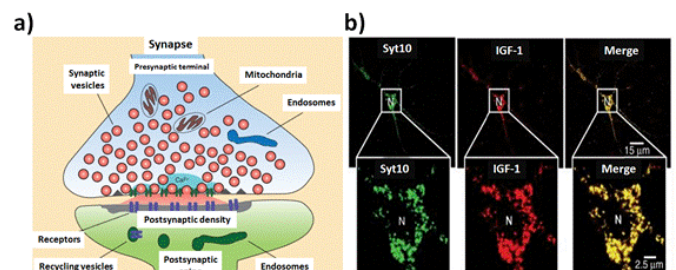 a)
Synapse
Presynaptic terminal
Synaptic
vesicles
Mitochondria
Endosomes
Ca²⁺
Postsynaptic density
Receptors
Recycling vesicles
Postsynaptic
Endosomes
b)
Syt10
IGF-1
Merge
N
N
N
15 µm
Syt10
IGF-1
Merge
N
N
N
2.5 µm